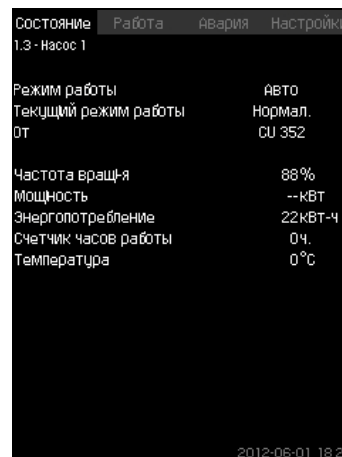 Состояние Работа Авария Настройки
1.3 - Насос 1
Режим работы Авто
Текущий режим работы Нормал.
От CU 352
Частота вращ-я 88%
Мощность --кВт
Энергопотребление 22кВт-ч
Счетчик часов работы 0ч.
Температура 0°C
2012-06-01 18:2